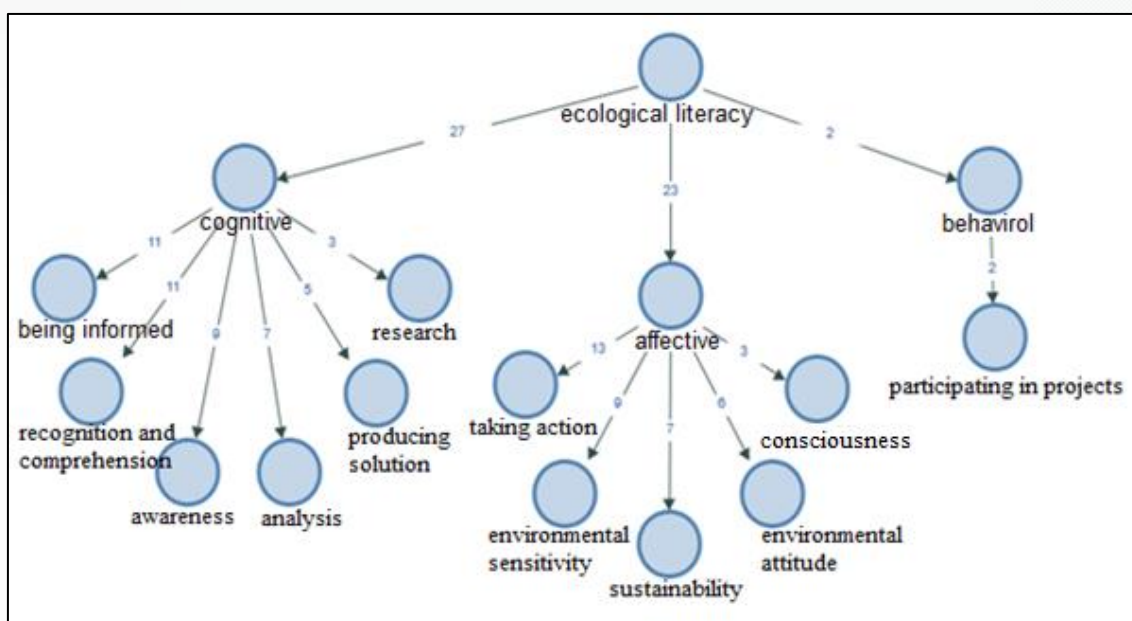 ecological literacy
27
23
2
cognitive
behavirol
11
11
9
7
5
3
2
being informed
research
affective
recognition and
comprehension
producing
solution
awareness
analysis
13
9
7
6
3
taking action
consciousness
participating in projects
environmental
sensitivity
sustainability
environmental
attitude